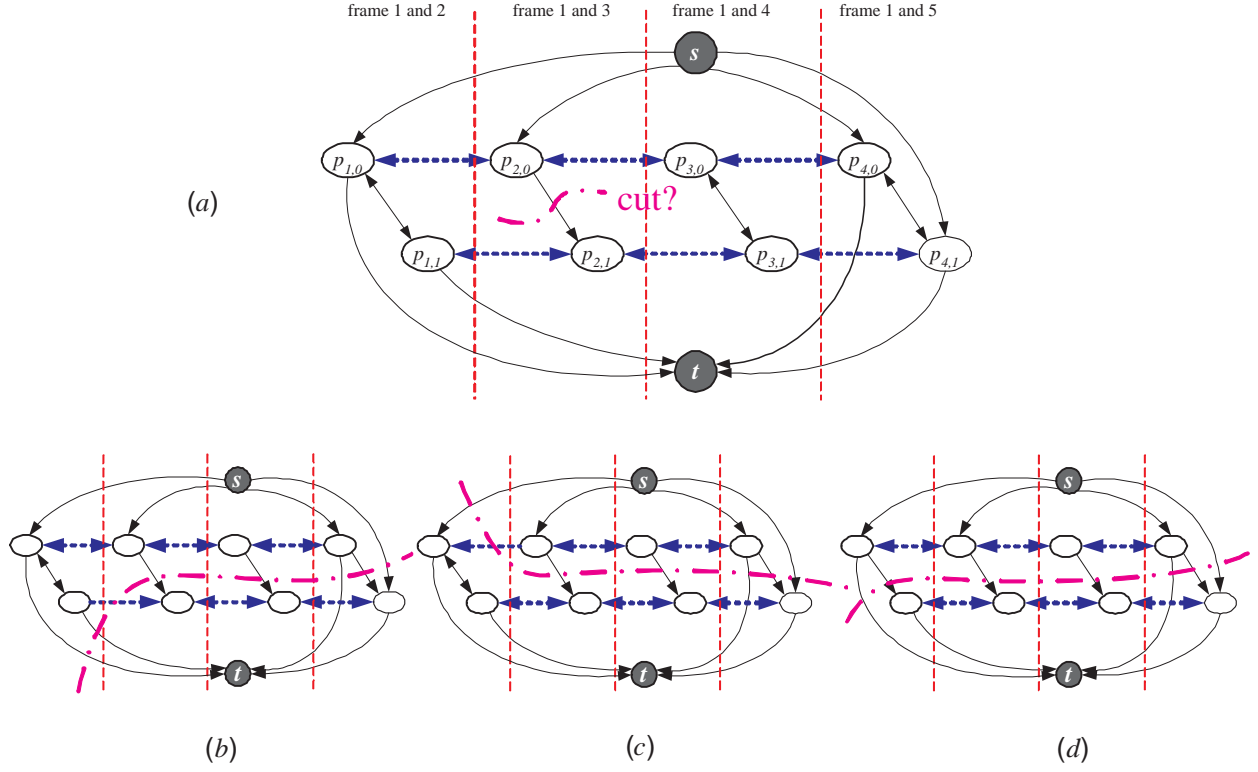 frame 1 and 2 frame 1 and 3 frame 1 and 4 frame 1 and 5
s
p1,0 p2,0 p3,0 p4,0
(a)
cut?
p1,1 p2,1 p3,1 p4,1
t
s s s
t t t
(b) (c) (d)